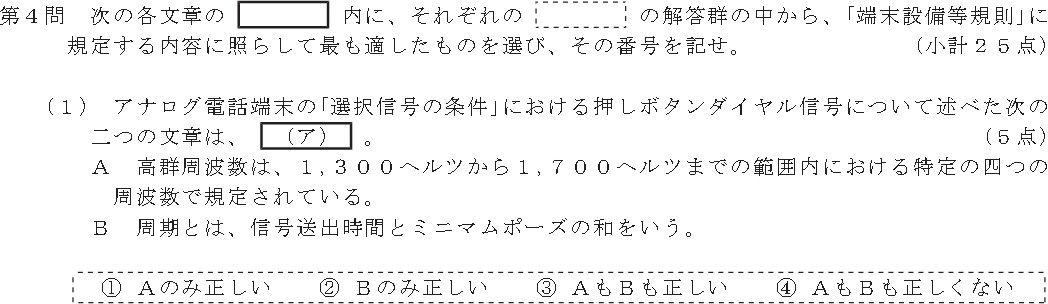 第４問　次の各文章の　　　　　内に、それぞれの　　　　　の解答群の中から、「端末設備等規則」に
規定する内容に照らして最も適したものを選び、その番号を記せ。　　　　　　（小計２５点）
（１）　アナログ電話端末の「選択信号の条件」における押しボタンダイヤル信号について述べた次の
二つの文章は、　（ア）　。　　　　　　（５点）
Ａ　高群周波数は、１,３００ヘルツから１,７００ヘルツまでの範囲内における特定の四つの
周波数で規定されている。
Ｂ　周期とは、信号送出時間とミニマムポーズの和をいう。
①　Ａのみ正しい　　②　Ｂのみ正しい　　③　ＡもＢも正しい　　④　ＡもＢも正しくない